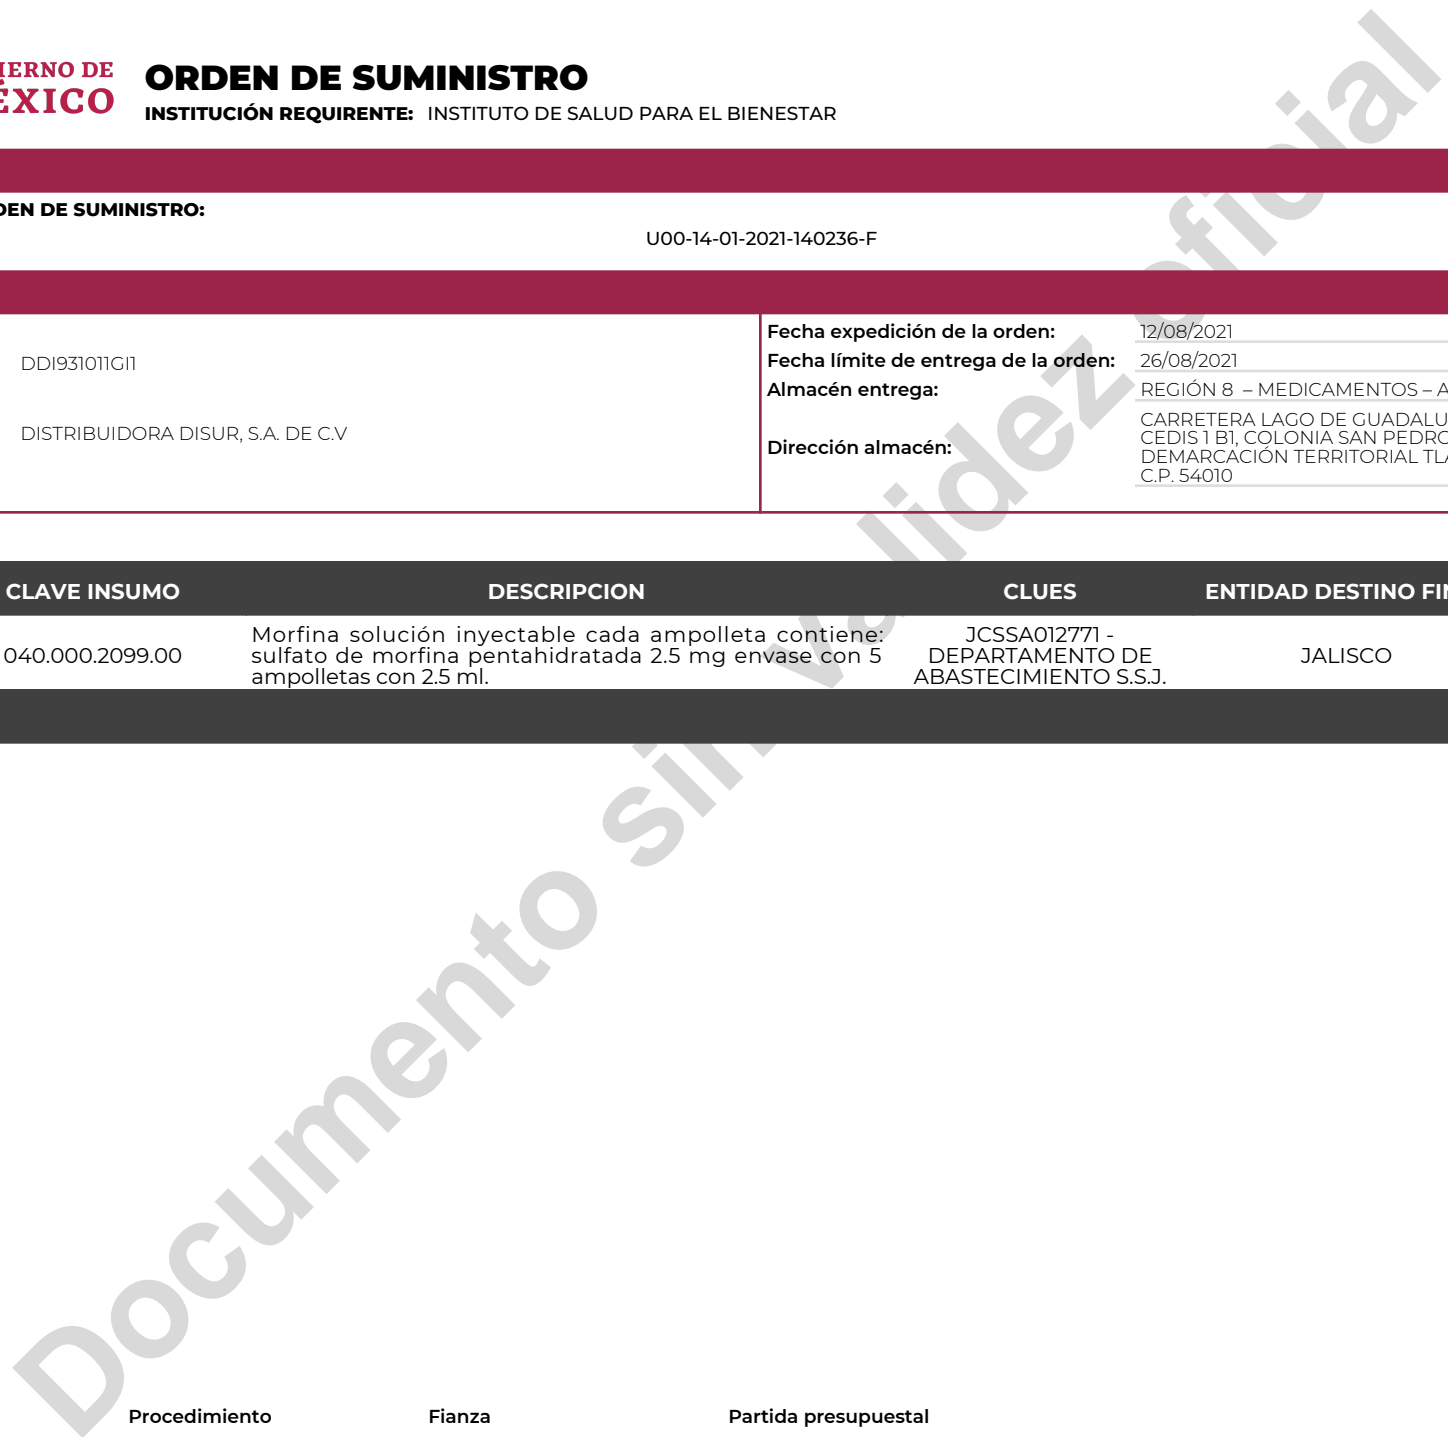 IERNO DE
ÉXICO
ORDEN DE SUMINISTRO
INSTITUCIÓN REQUIRENTE: INSTITUTO DE SALUD PARA EL BIENESTAR
DEN DE SUMINISTRO:
U00-14-01-2021-140236-F
DDI931011GI1
DISTRIBUIDORA DISUR, S.A. DE C.V
Fecha expedición de la orden: 12/08/2021
Fecha límite de entrega de la orden: 26/08/2021
Almacén entrega: REGIÓN 8 – MEDICAMENTOS – A
Dirección almacén:
CARRETERA LAGO DE GUADALU
CEDIS 1 B1, COLONIA SAN PEDRO
DEMARCACIÓN TERRITORIAL TLA
C.P. 54010
CLAVE INSUMO DESCRIPCION CLUES ENTIDAD DESTINO FIN
040.000.2099.00
Morfina solución inyectable cada ampolleta contiene:
sulfato de morfina pentahidratada 2.5 mg envase con 5
ampolletas con 2.5 ml.
JCSSA012771 -
DEPARTAMENTO DE
ABASTECIMIENTO S.S.J.
JALISCO
Documento sin validez oficial
Procedimiento Fianza Partida presupuestal